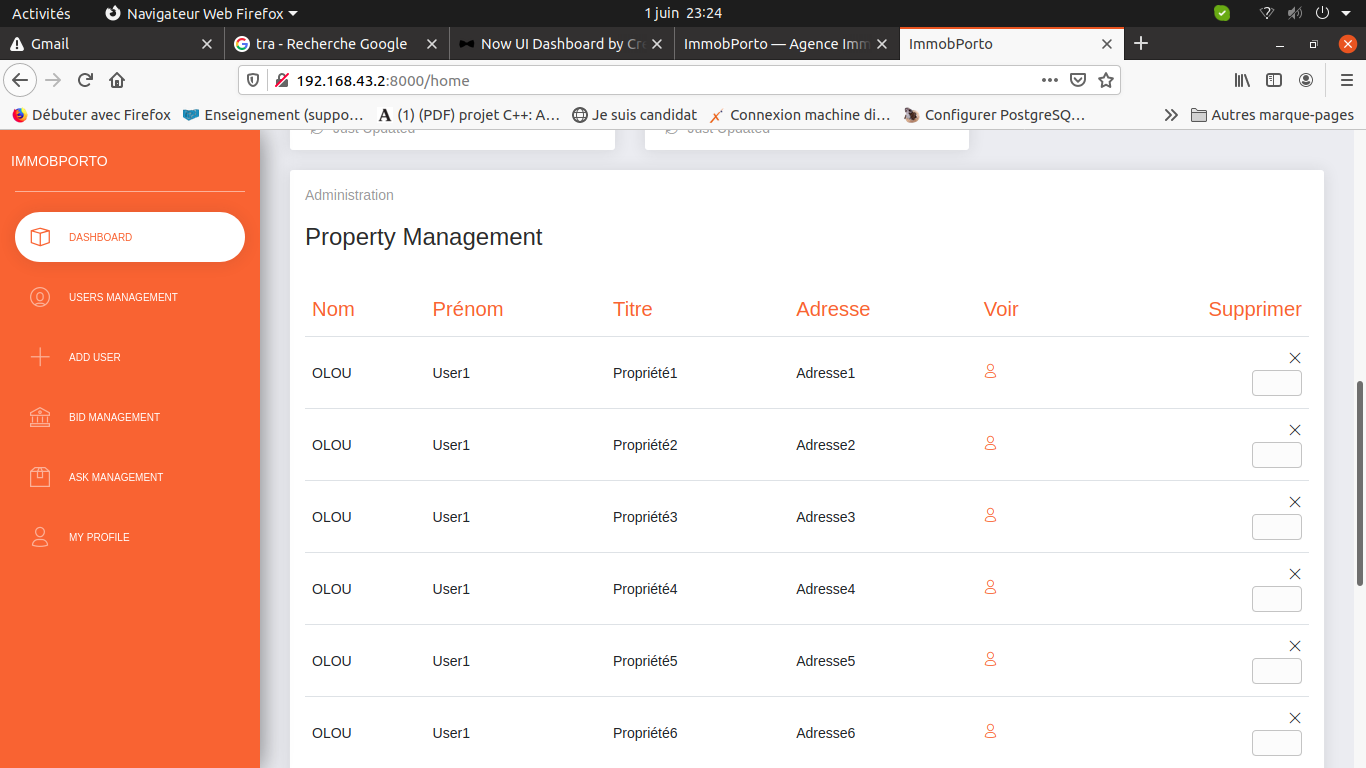 Activités Navigateur Web Firefox 1 juin 23:24
Gmail tra - Recherche Google Now UI Dashboard by Cre ImmobPorto — Agence Imm ImmobPorto
192.168.43.2:8000/home
Débuter avec Firefox Enseignement (suppo… (1) (PDF) projet C++: A… Je suis candidat Connexion machine di… Configurer PostgreSQ… Autres marque-pages
Just Updated Just Updated
IMMOBPORTO
DASHBOARD
USERS MANAGEMENT
ADD USER
BID MANAGEMENT
ASK MANAGEMENT
MY PROFILE
Administration
Property Management
Nom Prénom Titre Adresse Voir Supprimer
OLOU User1 Propriété1 Adresse1
OLOU User1 Propriété2 Adresse2
OLOU User1 Propriété3 Adresse3
OLOU User1 Propriété4 Adresse4
OLOU User1 Propriété5 Adresse5
OLOU User1 Propriété6 Adresse6